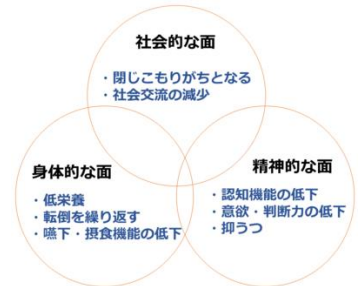 社会的な面
・閉じこもりがちとなる
・社会交流の減少
身体的な面
・低栄養
・転倒を繰り返す
・嚥下・摂食機能の低下
精神的な面
・認知機能の低下
・意欲・判断力の低下
・抑うつ